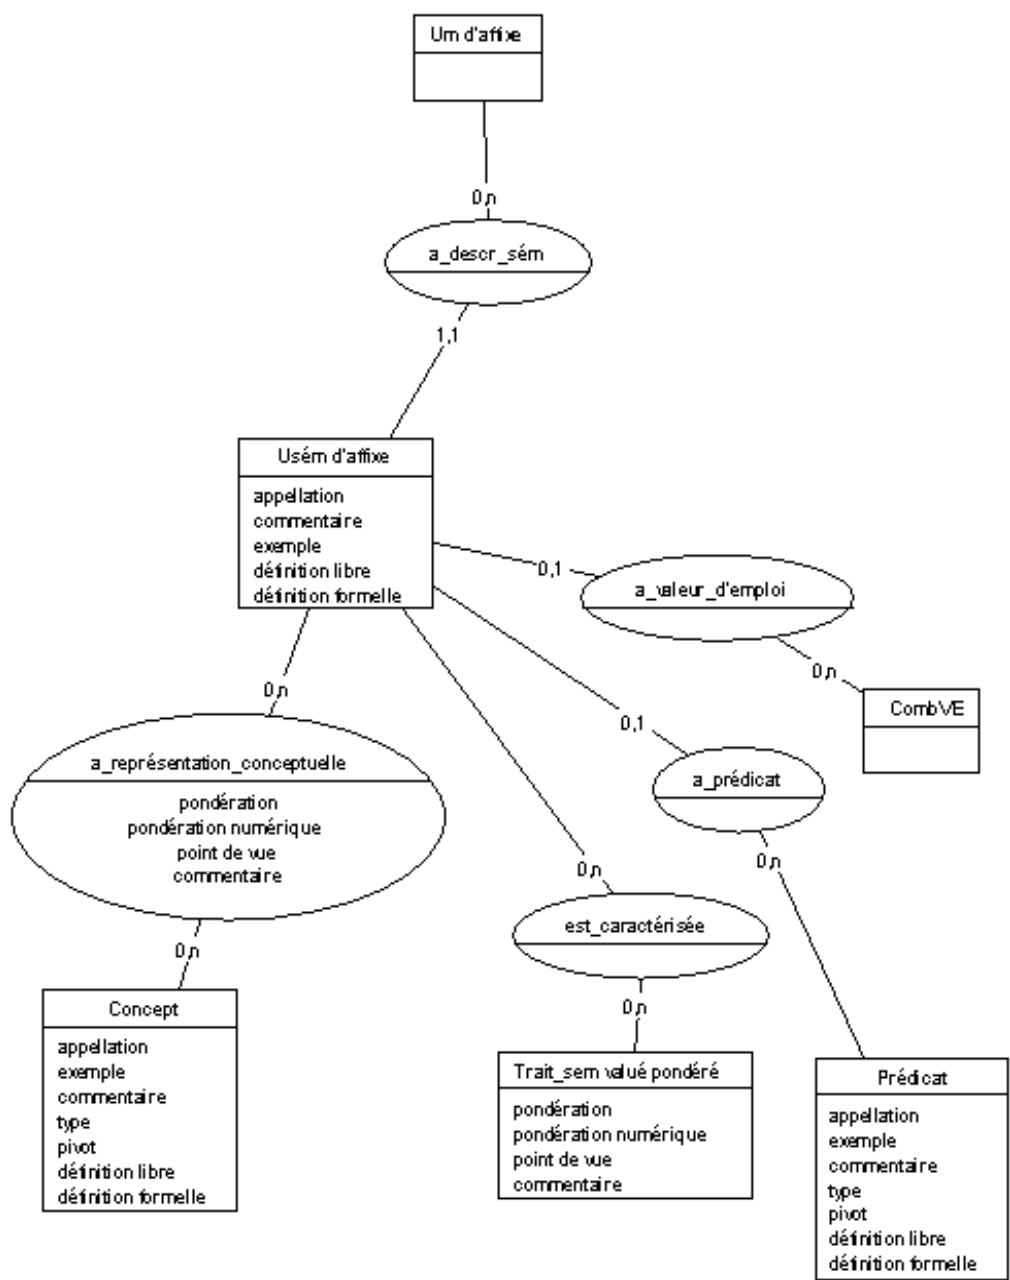 Um d'affixe
0,n
a_descr_sém
1,1
Usém d'affixe
appellation
commentaire
exemple
définition libre
définition formelle
0,1
a_valeur_d'emploi
0,n
CombVE
0,n
0,1
a_représentation_conceptuelle
pondération
pondération numérique
point de vue
commentaire
a_prédicat
0,n
0,n
est_caractérisée
0,n
0,n
Concept
appellation
exemple
commentaire
type
pivot
définition libre
définition formelle
Trait_sem valué pondéré
pondération
pondération numérique
point de vue
commentaire
Prédicat
appellation
exemple
commentaire
type
pivot
définition libre
définition formelle